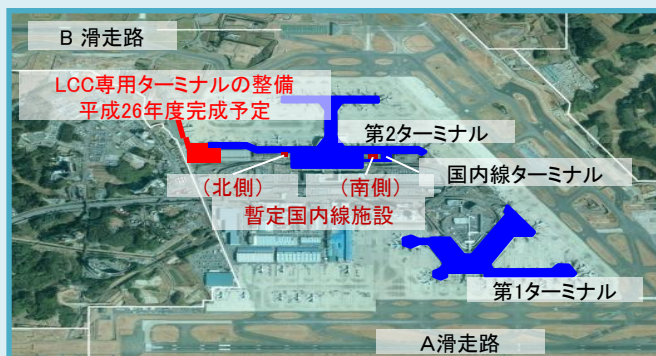 B 滑走路
LCC専用ターミナルの整備
平成26年度完成予定
第2ターミナル
国内線ターミナル
（北側）
（南側）
暫定国内線施設
第1ターミナル
A滑走路